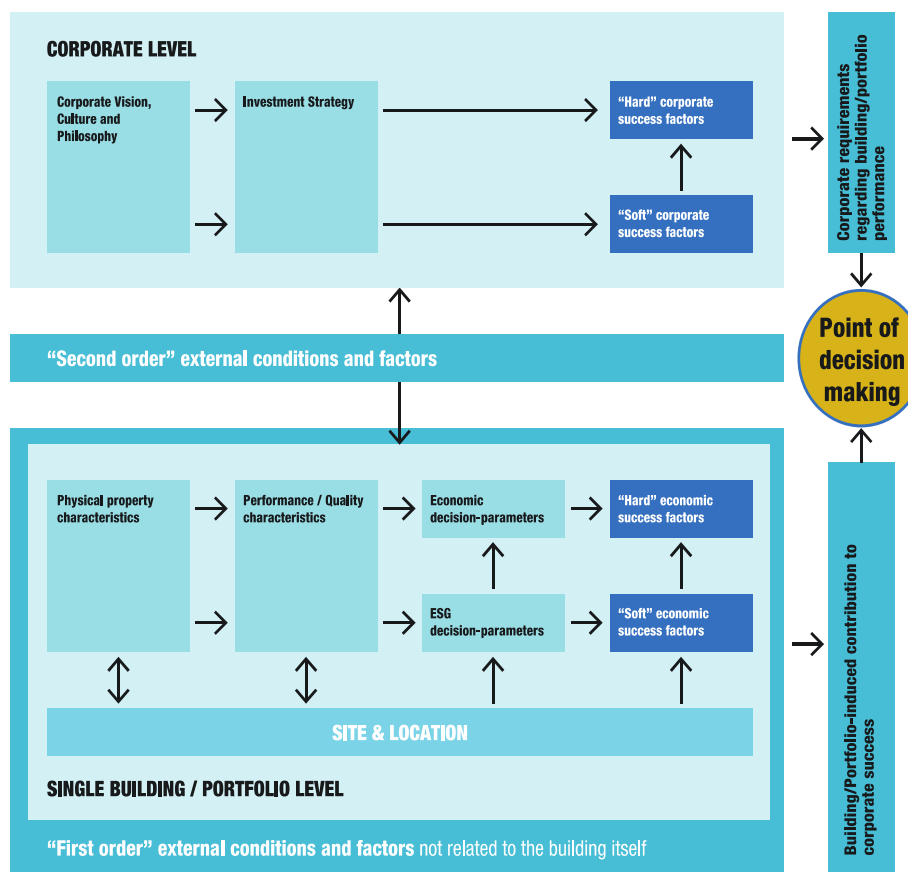 CORPORATE LEVEL
Corporate Vision,
Culture and
Philosophy
Investment Strategy
“Hard” corporate
success factors
“Soft” corporate
success factors
Corporate requirements
regarding building/portfolio
performance
“Second order” external conditions and factors
Point of
decision
making
Physical property
characteristics
Performance / Quality
characteristics
Economic
decision-parameters
“Hard” economic
success factors
ESG
decision-parameters
“Soft” economic
success factors
SITE & LOCATION
SINGLE BUILDING / PORTFOLIO LEVEL
“First order” external conditions and factors not related to the building itself
Building/Portfolio-induced contribution to
corporate success